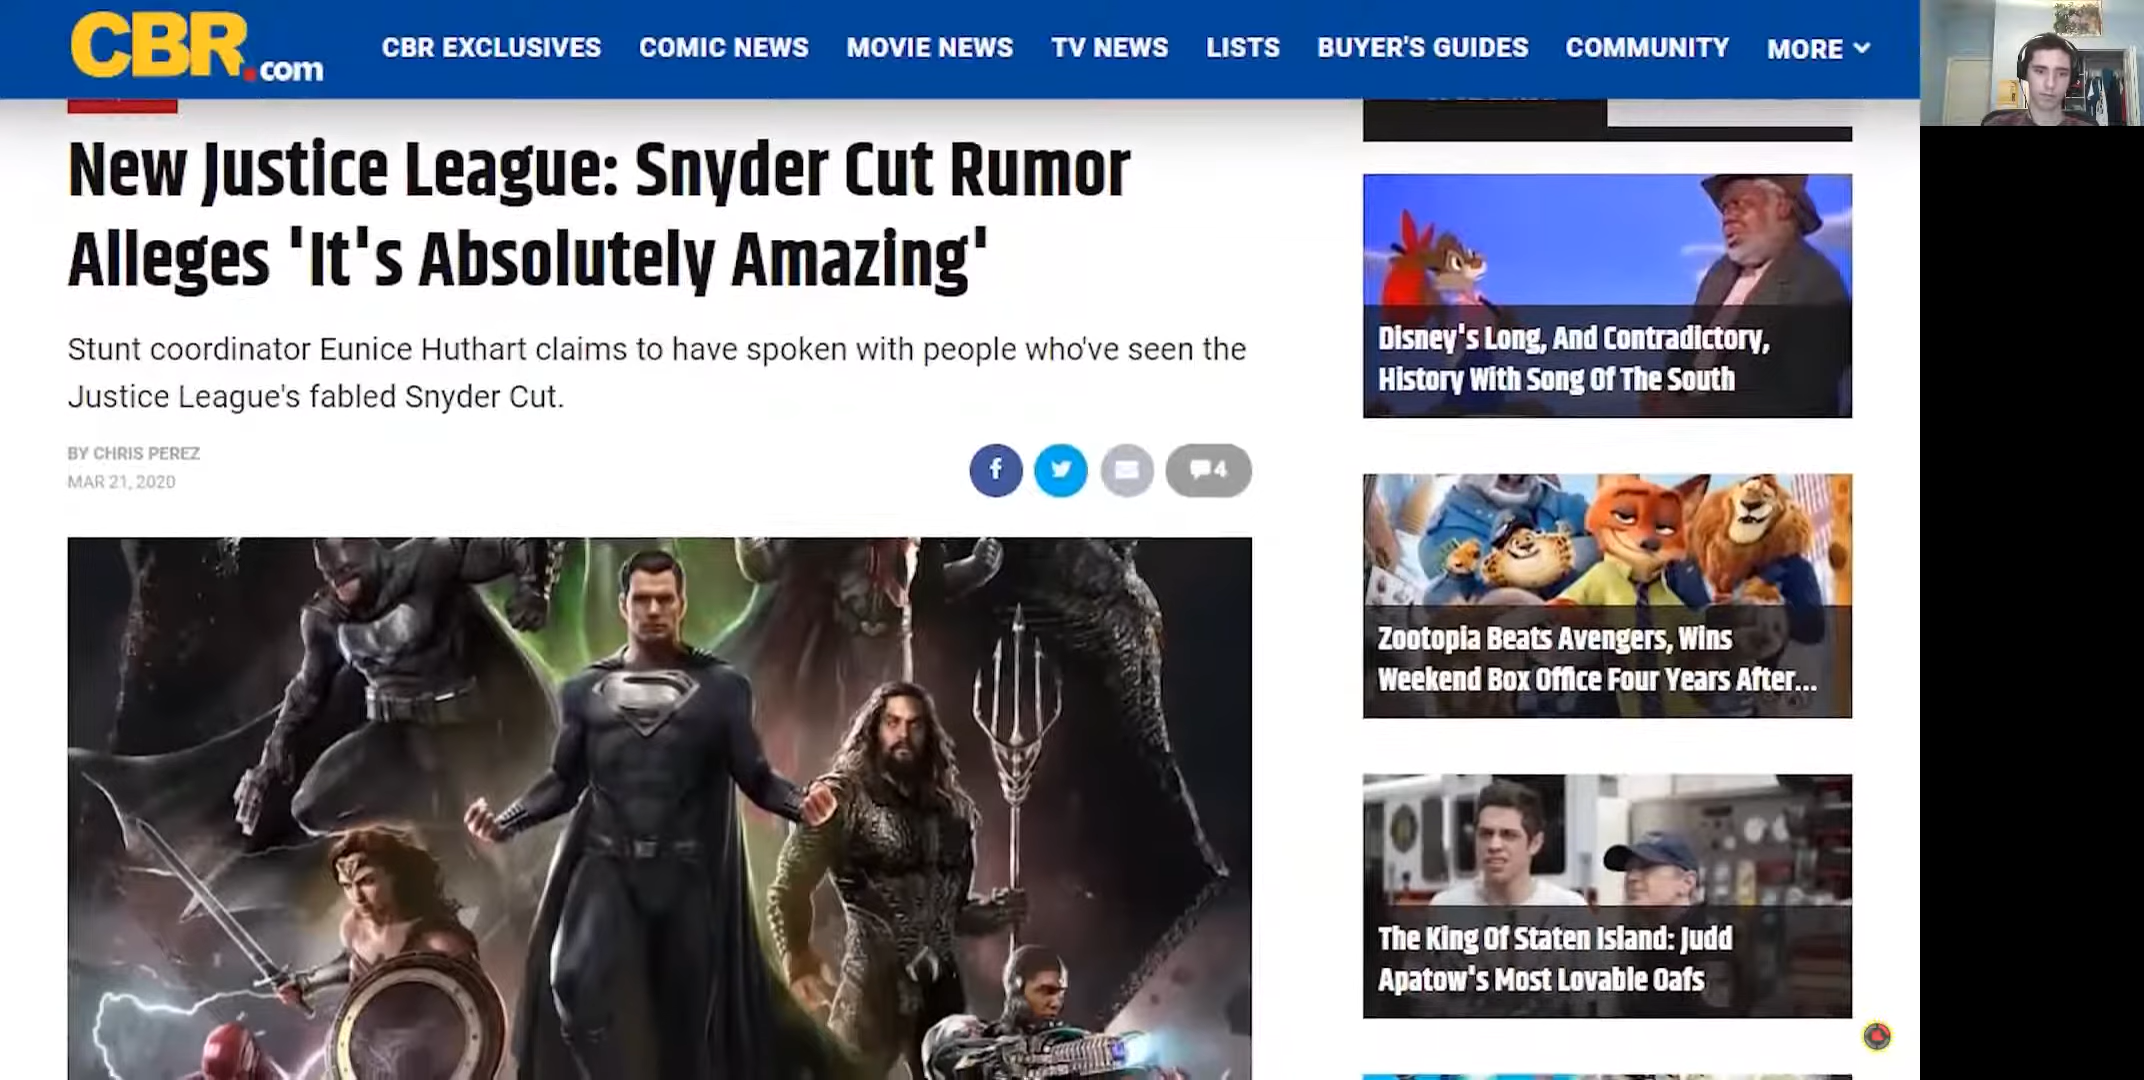 CBR.com
CBR EXCLUSIVES COMIC NEWS MOVIE NEWS TV NEWS LISTS BUYER'S GUIDES COMMUNITY MORE
New Justice League: Snyder Cut Rumor
Alleges 'It's Absolutely Amazing'
Stunt coordinator Eunice Huthart claims to have spoken with people who've seen the
Justice League's fabled Snyder Cut.
BY CHRIS PEREZ
MAR 21, 2020
4
Disney's Long, And Contradictory,
History With Song Of The South
Zootopia Beats Avengers, Wins
Weekend Box Office Four Years After...
The King Of Staten Island: Judd
Apatow's Most Lovable Oafs